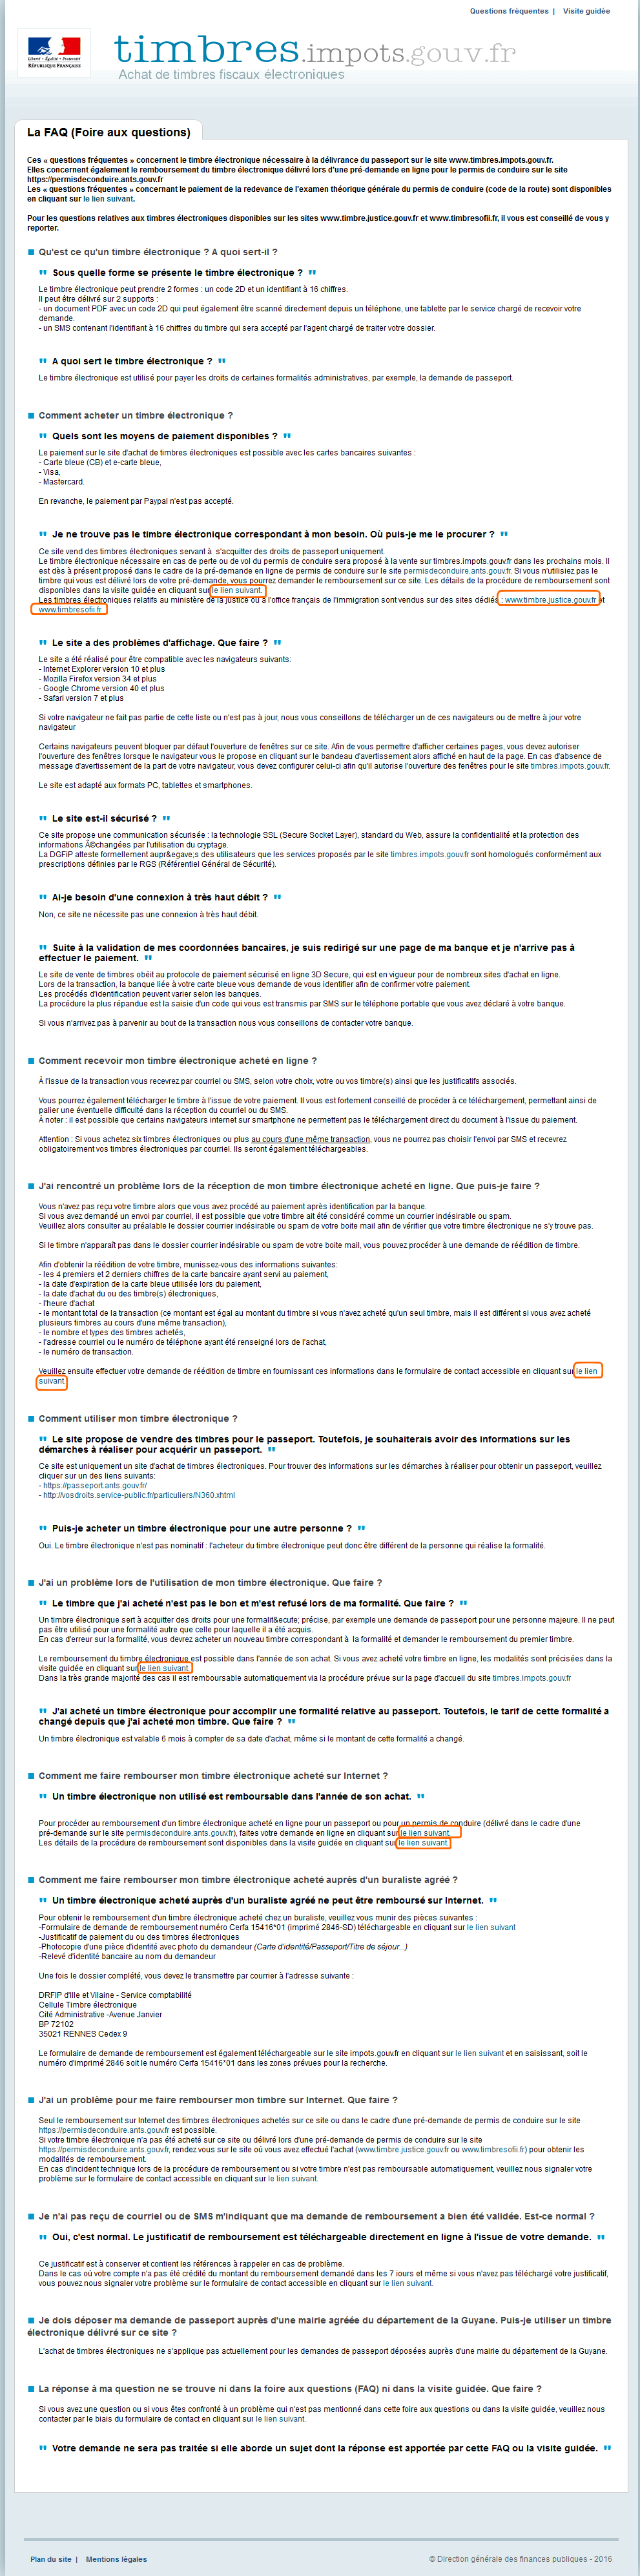 Questions fréquentes | Visite guidée
Liberté • Égalité • Fraternité
RÉPUBLIQUE FRANÇAISE
timbres.impots.gouv.fr
Achat de timbres fiscaux électroniques
La FAQ (Foire aux questions)
Ces « questions fréquentes » concernent le timbre électronique nécessaire à la délivrance du passeport sur le site www.timbres.impots.gouv.fr.
Elles concernent également le remboursement du timbre électronique délivré lors d'une pré-demande en ligne pour le permis de conduire sur le site
https://permisdeconduire.ants.gouv.fr
Les « questions fréquentes » concernant le paiement de la redevance de l'examen théorique générale du permis de conduire (code de la route) sont disponibles
en cliquant sur le lien suivant.
Pour les questions relatives aux timbres électroniques disponibles sur les sites www.timbre.justice.gouv.fr et www.timbresofii.fr, il vous est conseillé de vous y
reporter.
Qu'est ce qu'un timbre électronique ? A quoi sert-il ?
" Sous quelle forme se présente le timbre électronique ? "
Le timbre électronique peut prendre 2 formes : un code 2D et un identifiant à 16 chiffres.
Il peut être délivré sur 2 supports :
- un document PDF avec un code 2D qui peut également être scanné directement depuis un téléphone, une tablette par le service chargé de recevoir votre
demande.
- un SMS contenant l'identifiant à 16 chiffres du timbre qui sera accepté par l'agent chargé de traiter votre dossier.
" A quoi sert le timbre électronique ? "
Le timbre électronique est utilisé pour payer les droits de certaines formalités administratives, par exemple, la demande de passeport.
Comment acheter un timbre électronique ?
" Quels sont les moyens de paiement disponibles ? "
Le paiement sur le site d'achat de timbres électroniques est possible avec les cartes bancaires suivantes :
- Carte bleue (CB) et e-carte bleue,
- Visa,
- Mastercard.
En revanche, le paiement par Paypal n'est pas accepté.
" Je ne trouve pas le timbre électronique correspondant à mon besoin. Où puis-je me le procurer ? "
Ce site vend des timbres électroniques servant à s'acquitter des droits de passeport uniquement.
Le timbre électronique nécessaire en cas de perte ou de vol du permis de conduire sera proposé à la vente sur timbres.impots.gouv.fr dans les prochains mois. Il
est dès à présent proposé dans le cadre de la pré-demande en ligne de permis de conduire sur le site permisdeconduire.ants.gouv.fr. Si vous n'utilisiez pas le
timbre qui vous est délivré lors de votre pré-demande, vous pourrez demander le remboursement sur ce site. Les détails de la procédure de remboursement sont
disponibles dans la visite guidée en cliquant sur le lien suivant.
Les timbres électroniques relatifs au ministère de la justice ou à l'office français de l'immigration sont vendus sur des sites dédiés : www.timbre.justice.gouv.fr et
www.timbresofii.fr
" Le site a des problèmes d'affichage. Que faire ? "
Le site a été réalisé pour être compatible avec les navigateurs suivants:
- Internet Explorer version 10 et plus
- Mozilla Firefox version 34 et plus
- Google Chrome version 40 et plus
- Safari version 7 et plus
Si votre navigateur ne fait pas partie de cette liste ou n'est pas à jour, nous vous conseillons de télécharger un de ces navigateurs ou de mettre à jour votre
navigateur
Certains navigateurs peuvent bloquer par défaut l'ouverture de fenêtres sur ce site. Afin de vous permettre d'afficher certaines pages, vous devez autoriser
l'ouverture des fenêtres lorsque le navigateur vous le propose en cliquant sur le bandeau d'avertissement alors affiché en haut de la page. En cas d'absence de
message d'avertissement de la part de votre navigateur, vous devez configurer celui-ci afin qu'il autorise l'ouverture des fenêtres pour le site timbres.impots.gouv.fr.
Le site est adapté aux formats PC, tablettes et smartphones.
" Le site est-il sécurisé ? "
Ce site propose une communication sécurisée : la technologie SSL (Secure Socket Layer), standard du Web, assure la confidentialité et la protection des
informations Ã©changées par l'utilisation du cryptage.
La DGFiP atteste formellement aupr&egave;s des utilisateurs que les services proposés par le site timbres.impots.gouv.fr sont homologués conformément aux
prescriptions définies par le RGS (Référentiel Général de Sécurité).
" Ai-je besoin d'une connexion à très haut débit ? "
Non, ce site ne nécessite pas une connexion à très haut débit.
" Suite à la validation de mes coordonnées bancaires, je suis redirigé sur une page de ma banque et je n'arrive pas à
effectuer le paiement. "
Le site de vente de timbres obéit au protocole de paiement sécurisé en ligne 3D Secure, qui est en vigueur pour de nombreux sites d'achat en ligne.
Lors de la transaction, la banque liée à votre carte bleue vous demande de vous identifier afin de confirmer votre paiement.
Les procédés d'identification peuvent varier selon les banques.
La procédure la plus répandue est la saisie d'un code qui vous est transmis par SMS sur le téléphone portable que vous avez déclaré à votre banque.
Si vous n'arrivez pas à parvenir au bout de la transaction nous vous conseillons de contacter votre banque.
Comment recevoir mon timbre électronique acheté en ligne ?
À l'issue de la transaction vous recevrez par courriel ou SMS, selon votre choix, votre ou vos timbre(s) ainsi que les justificatifs associés.
Vous pourrez également télécharger le timbre à l'issue de votre paiement. Il vous est fortement conseillé de procéder à ce téléchargement, permettant ainsi de
palier une éventuelle difficulté dans la réception du courriel ou du SMS.
À noter : il est possible que certains navigateurs internet sur smartphone ne permettent pas le téléchargement direct du document à l'issue du paiement.
Attention : Si vous achetez six timbres électroniques ou plus au cours d'une même transaction, vous ne pourrez pas choisir l'envoi par SMS et recevrez
obligatoirement vos timbres électroniques par courriel. Ils seront également téléchargeables.
J'ai rencontré un problème lors de la réception de mon timbre électronique acheté en ligne. Que puis-je faire ?
Vous n'avez pas reçu votre timbre alors que vous avez procédé au paiement après identification par la banque.
Si vous avez demandé un envoi par courriel, il est possible que votre timbre ait été considéré comme un courrier indésirable ou spam.
Veuillez alors consulter au préalable le dossier courrier indésirable ou spam de votre boite mail afin de vérifier que votre timbre électronique ne s'y trouve pas.
Si le timbre n'apparaît pas dans le dossier courrier indésirable ou spam de votre boite mail, vous pouvez procéder à une demande de réédition de timbre.
Afin d'obtenir la réédition de votre timbre, munissez-vous des informations suivantes:
- les 4 premiers et 2 derniers chiffres de la carte bancaire ayant servi au paiement,
- la date d'expiration de la carte bleue utilisée lors du paiement,
- la date d'achat du ou des timbre(s) électroniques,
- l'heure d'achat
- le montant total de la transaction (ce montant est égal au montant du timbre si vous n'avez acheté qu'un seul timbre, mais il est différent si vous avez acheté
plusieurs timbres au cours d'une même transaction),
- le nombre et types des timbres achetés,
- l'adresse courriel ou le numéro de téléphone ayant été renseigné lors de l'achat,
- le numéro de transaction.
Veuillez ensuite effectuer votre demande de réédition de timbre en fournissant ces informations dans le formulaire de contact accessible en cliquant sur le lien
suivant.
Comment utiliser mon timbre électronique ?
" Le site propose de vendre des timbres pour le passeport. Toutefois, je souhaiterais avoir des informations sur les
démarches à réaliser pour acquérir un passeport. "
Ce site est uniquement un site d'achat de timbres électroniques. Pour trouver des informations sur les démarches à réaliser pour obtenir un passeport, veuillez
cliquer sur un des liens suivants:
- https://passeport.ants.gouv.fr/
- http://vosdroits.service-public.fr/particuliers/N360.xhtml
" Puis-je acheter un timbre électronique pour une autre personne ? "
Oui. Le timbre électronique n'est pas nominatif : l'acheteur du timbre électronique peut donc être différent de la personne qui réalise la formalité.
J'ai un problème lors de l'utilisation de mon timbre électronique. Que faire ?
" Le timbre que j'ai acheté n'est pas le bon et m'est refusé lors de ma formalité. Que faire ? "
Un timbre électronique sert à acquitter des droits pour une formalit&ecute; précise, par exemple une demande de passeport pour une personne majeure. Il ne peut
pas être utilisé pour une formalité autre que celle pour laquelle il a été acquis.
En cas d'erreur sur la formalité, vous devrez acheter un nouveau timbre correspondant à la formalité et demander le remboursement du premier timbre.
Le remboursement du timbre électronique est possible dans l'année de son achat. Si vous avez acheté votre timbre en ligne, les modalités sont précisées dans la
visite guidée en cliquant sur le lien suivant.
Dans la très grande majorité des cas il est remboursable automatiquement via la procédure prévue sur la page d'accueil du site timbres.impots.gouv.fr
" J'ai acheté un timbre électronique pour accomplir une formalité relative au passeport. Toutefois, le tarif de cette formalité a
changé depuis que j'ai acheté mon timbre. Que faire ? "
Un timbre électronique est valable 6 mois à compter de sa date d'achat, même si le montant de cette formalité a changé.
Comment me faire rembourser mon timbre électronique acheté sur Internet ?
" Un timbre électronique non utilisé est remboursable dans l'année de son achat. "
Pour procéder au remboursement d'un timbre électronique acheté en ligne pour un passeport ou pour un permis de conduire (délivré dans le cadre d'une
pré-demande sur le site permisdeconduire.ants.gouv.fr), faites votre demande en ligne en cliquant sur le lien suivant.
Les détails de la procédure de remboursement sont disponibles dans la visite guidée en cliquant sur le lien suivant.
Comment me faire rembourser mon timbre électronique acheté auprès d'un buraliste agréé ?
" Un timbre électronique acheté auprès d'un buraliste agréé ne peut être remboursé sur Internet. "
Pour obtenir le remboursement d'un timbre électronique acheté chez un buraliste, veuillez vous munir des pièces suivantes :
-Formulaire de demande de remboursement numéro Cerfa 15416*01 (imprimé 2846-SD) téléchargeable en cliquant sur le lien suivant
-Justificatif de paiement du ou des timbres électroniques
-Photocopie d'une pièce d'identité avec photo du demandeur (Carte d'identité/Passeport/Titre de séjour...)
-Relevé d'identité bancaire au nom du demandeur
Une fois le dossier complété, vous devez le transmettre par courrier à l'adresse suivante :
DRFIP d'Ille et Vilaine - Service comptabilité
Cellule Timbre électronique
Cité Administrative -Avenue Janvier
BP 72102
35021 RENNES Cedex 9
Le formulaire de demande de remboursement est également téléchargeable sur le site impots.gouv.fr en cliquant sur le lien suivant et en saisissant, soit le
numéro d'imprimé 2846 soit le numéro Cerfa 15416*01 dans les zones prévues pour la recherche.
J'ai un problème pour me faire rembourser mon timbre sur Internet. Que faire ?
Seul le remboursement sur Internet des timbres électroniques achetés sur ce site ou dans le cadre d'une pré-demande de permis de conduire sur le site
https://permisdeconduire.ants.gouv.fr est possible.
Si votre timbre électronique n'a pas été acheté sur ce site ou délivré lors d'une pré-demande de permis de conduire sur le site
https://permisdeconduire.ants.gouv.fr, rendez vous sur le site où vous avez effectué l'achat (www.timbre.justice.gouv.fr ou www.timbresofii.fr) pour obtenir les
modalités de remboursement.
En cas d'incident technique lors de la procédure de remboursement ou si votre timbre n'est pas remboursable automatiquement, veuillez nous signaler votre
problème sur le formulaire de contact accessible en cliquant sur le lien suivant.
Je n'ai pas reçu de courriel ou de SMS m'indiquant que ma demande de remboursement a bien été validée. Est-ce normal ?
" Oui, c'est normal. Le justificatif de remboursement est téléchargeable directement en ligne à l'issue de votre demande. "
Ce justificatif est à conserver et contient les références à rappeler en cas de problème.
Dans le cas où votre compte n'a pas été crédité du montant du remboursement demandé dans les 7 jours et même si vous n'avez pas téléchargé votre justificatif,
vous pouvez nous signaler votre problème sur le formulaire de contact accessible en cliquant sur le lien suivant.
Je dois déposer ma demande de passeport auprès d'une mairie agréée du département de la Guyane. Puis-je utiliser un timbre
électronique délivré sur ce site ?
L'achat de timbres électroniques ne s'applique pas actuellement pour les demandes de passeport déposées auprès d'une mairie du département de la Guyane.
La réponse à ma question ne se trouve ni dans la foire aux questions (FAQ) ni dans la visite guidée. Que faire ?
Si vous avez une question ou si vous êtes confronté à un problème qui n'est pas mentionné dans cette foire aux questions ou dans la visite guidée, veuillez nous
contacter par le biais du formulaire de contact en cliquant sur le lien suivant.
" Votre demande ne sera pas traitée si elle aborde un sujet dont la réponse est apportée par cette FAQ ou la visite guidée. "
Plan du site | Mentions légales
© Direction générale des finances publiques - 2016